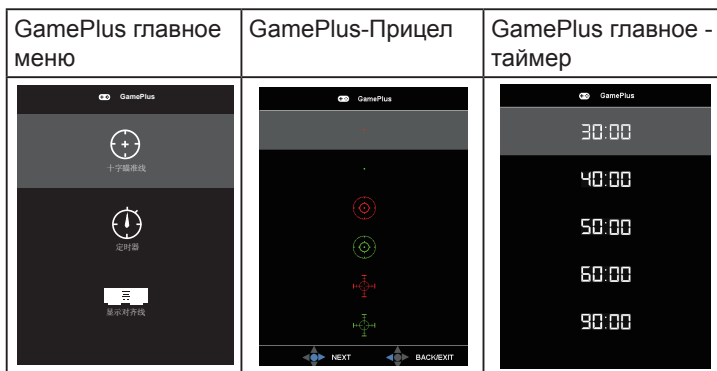 GamePlus главное
меню
GamePlus-Прицел
GamePlus главное -
таймер
GamePlus
十字瞄准线
定时器
显示对齐线
GamePlus
NEXT
BACK/EXIT
GamePlus
30:00
40:00
50:00
60:00
90:00